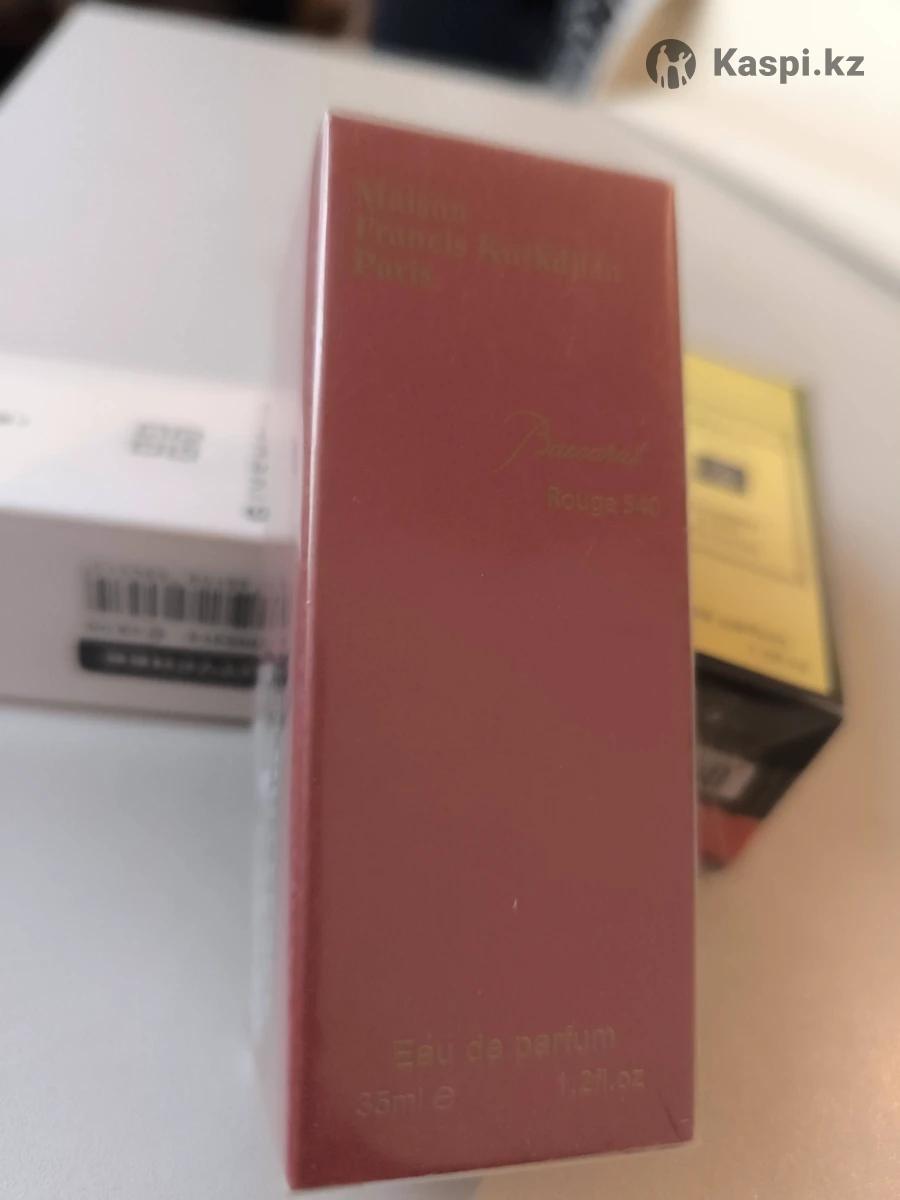 Kaspi.kz
Maison
Francis Kurkdjian
Paris
Baccarat
Rouge 540
Eau de parfum
35ml e 1.2fl.oz